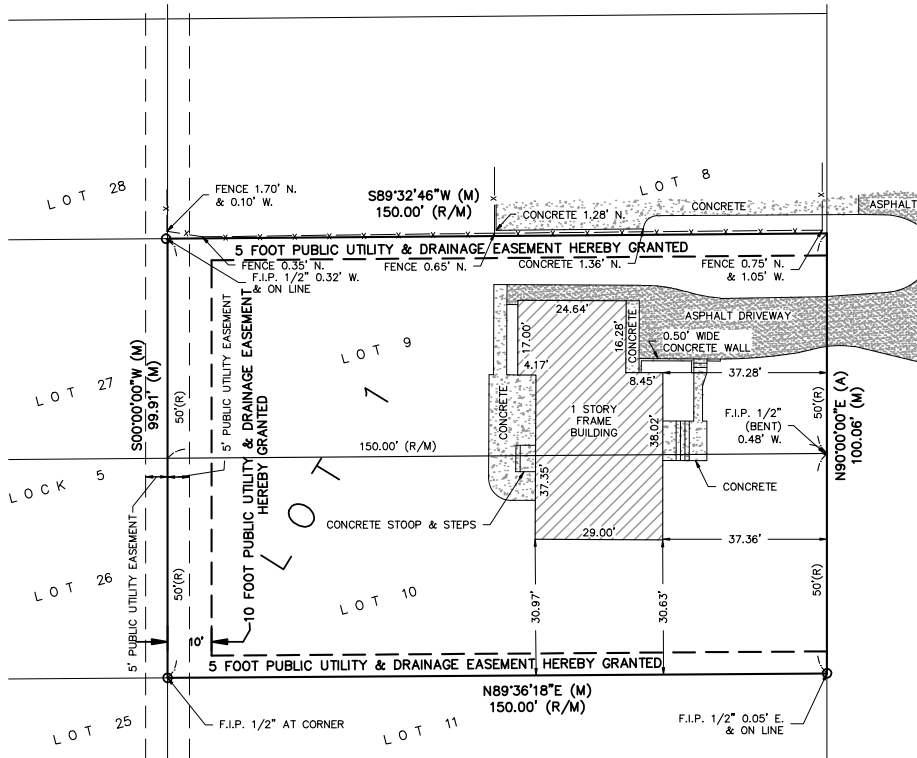 LOT 28
FENCE 1.70' N.
& 0.10' W.
S89°32'46"W (M)
150.00' (R/M)
LOT 8
CONCRETE
ASPHALT
CONCRETE 1.28' N.
5 FOOT PUBLIC UTILITY & DRAINAGE EASEMENT HEREBY GRANTED
FENCE 0.35' N.
FENCE 0.65' N.
CONCRETE 1.36' N.
FENCE 0.75' N.
& 1.05' W.
F.I.P. 1/2" 0.32' W.
& ON LINE
24.64'
ASPHALT DRIVEWAY
17.00'
16.28'
CONCRETE
0.50' WIDE
CONCRETE WALL
4.17'
8.45'
37.28'
LOT 9
LOT 27
S00°00'00"W (M)
99.91' (M)
50'(R)
5' PUBLIC UTILITY EASEMENT
10 FOOT PUBLIC UTILITY & DRAINAGE EASEMENT
HEREBY GRANTED
LOT 1
CONCRETE
1 STORY
FRAME
BUILDING
38.02'
F.I.P. 1/2"
(BENT)
0.48' W.
50'(R)
N90°00'00"E (A)
100.06' (M)
150.00' (R/M)
LOCK 5
37.35'
CONCRETE
CONCRETE STOOP & STEPS
29.00'
37.36'
5' PUBLIC UTILITY EASEMENT
LOT 26
50'(R)
LOT 10
30.97'
30.63'
50'(R)
10'
5 FOOT PUBLIC UTILITY & DRAINAGE EASEMENT HEREBY GRANTED
N89°36'18"E (M)
150.00' (R/M)
F.I.P. 1/2" AT CORNER
F.I.P. 1/2" 0.05' E.
& ON LINE
LOT 25
LOT 11